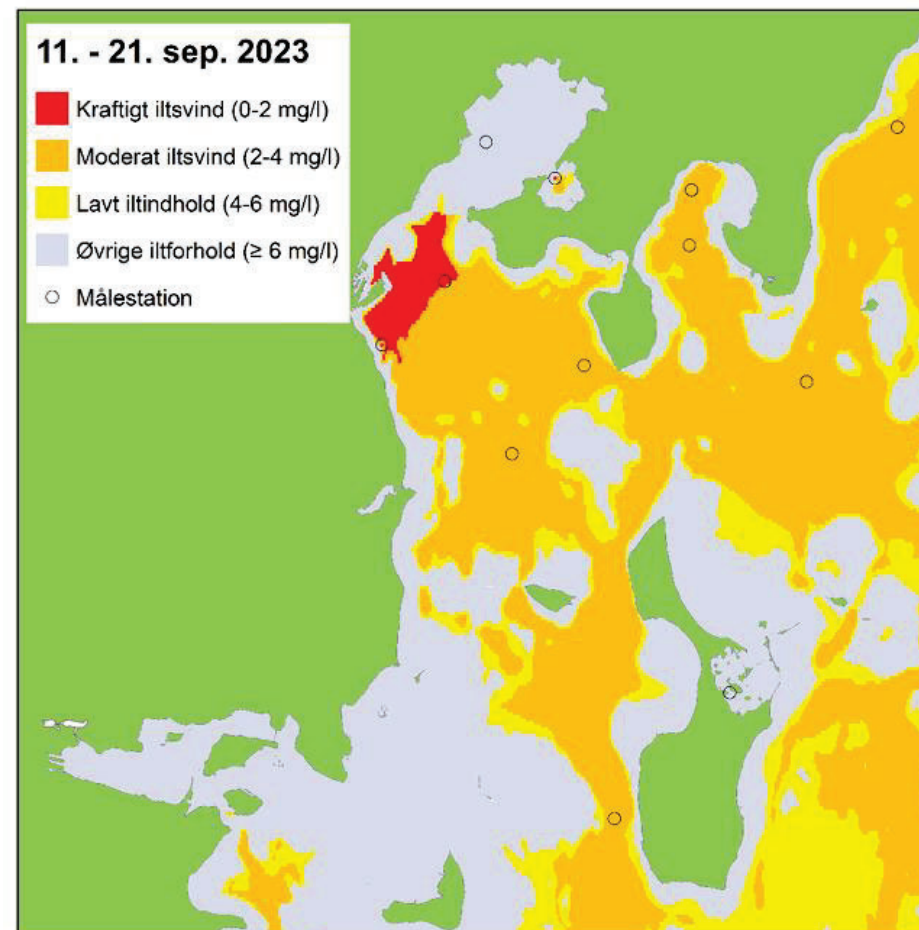 11. - 21. sep. 2023
Kraftigt iltsvind (0-2 mg/l)
Moderat iltsvind (2-4 mg/l)
Lavt iltindhold (4-6 mg/l)
Øvrige iltforhold (≥ 6 mg/l)
Målestation